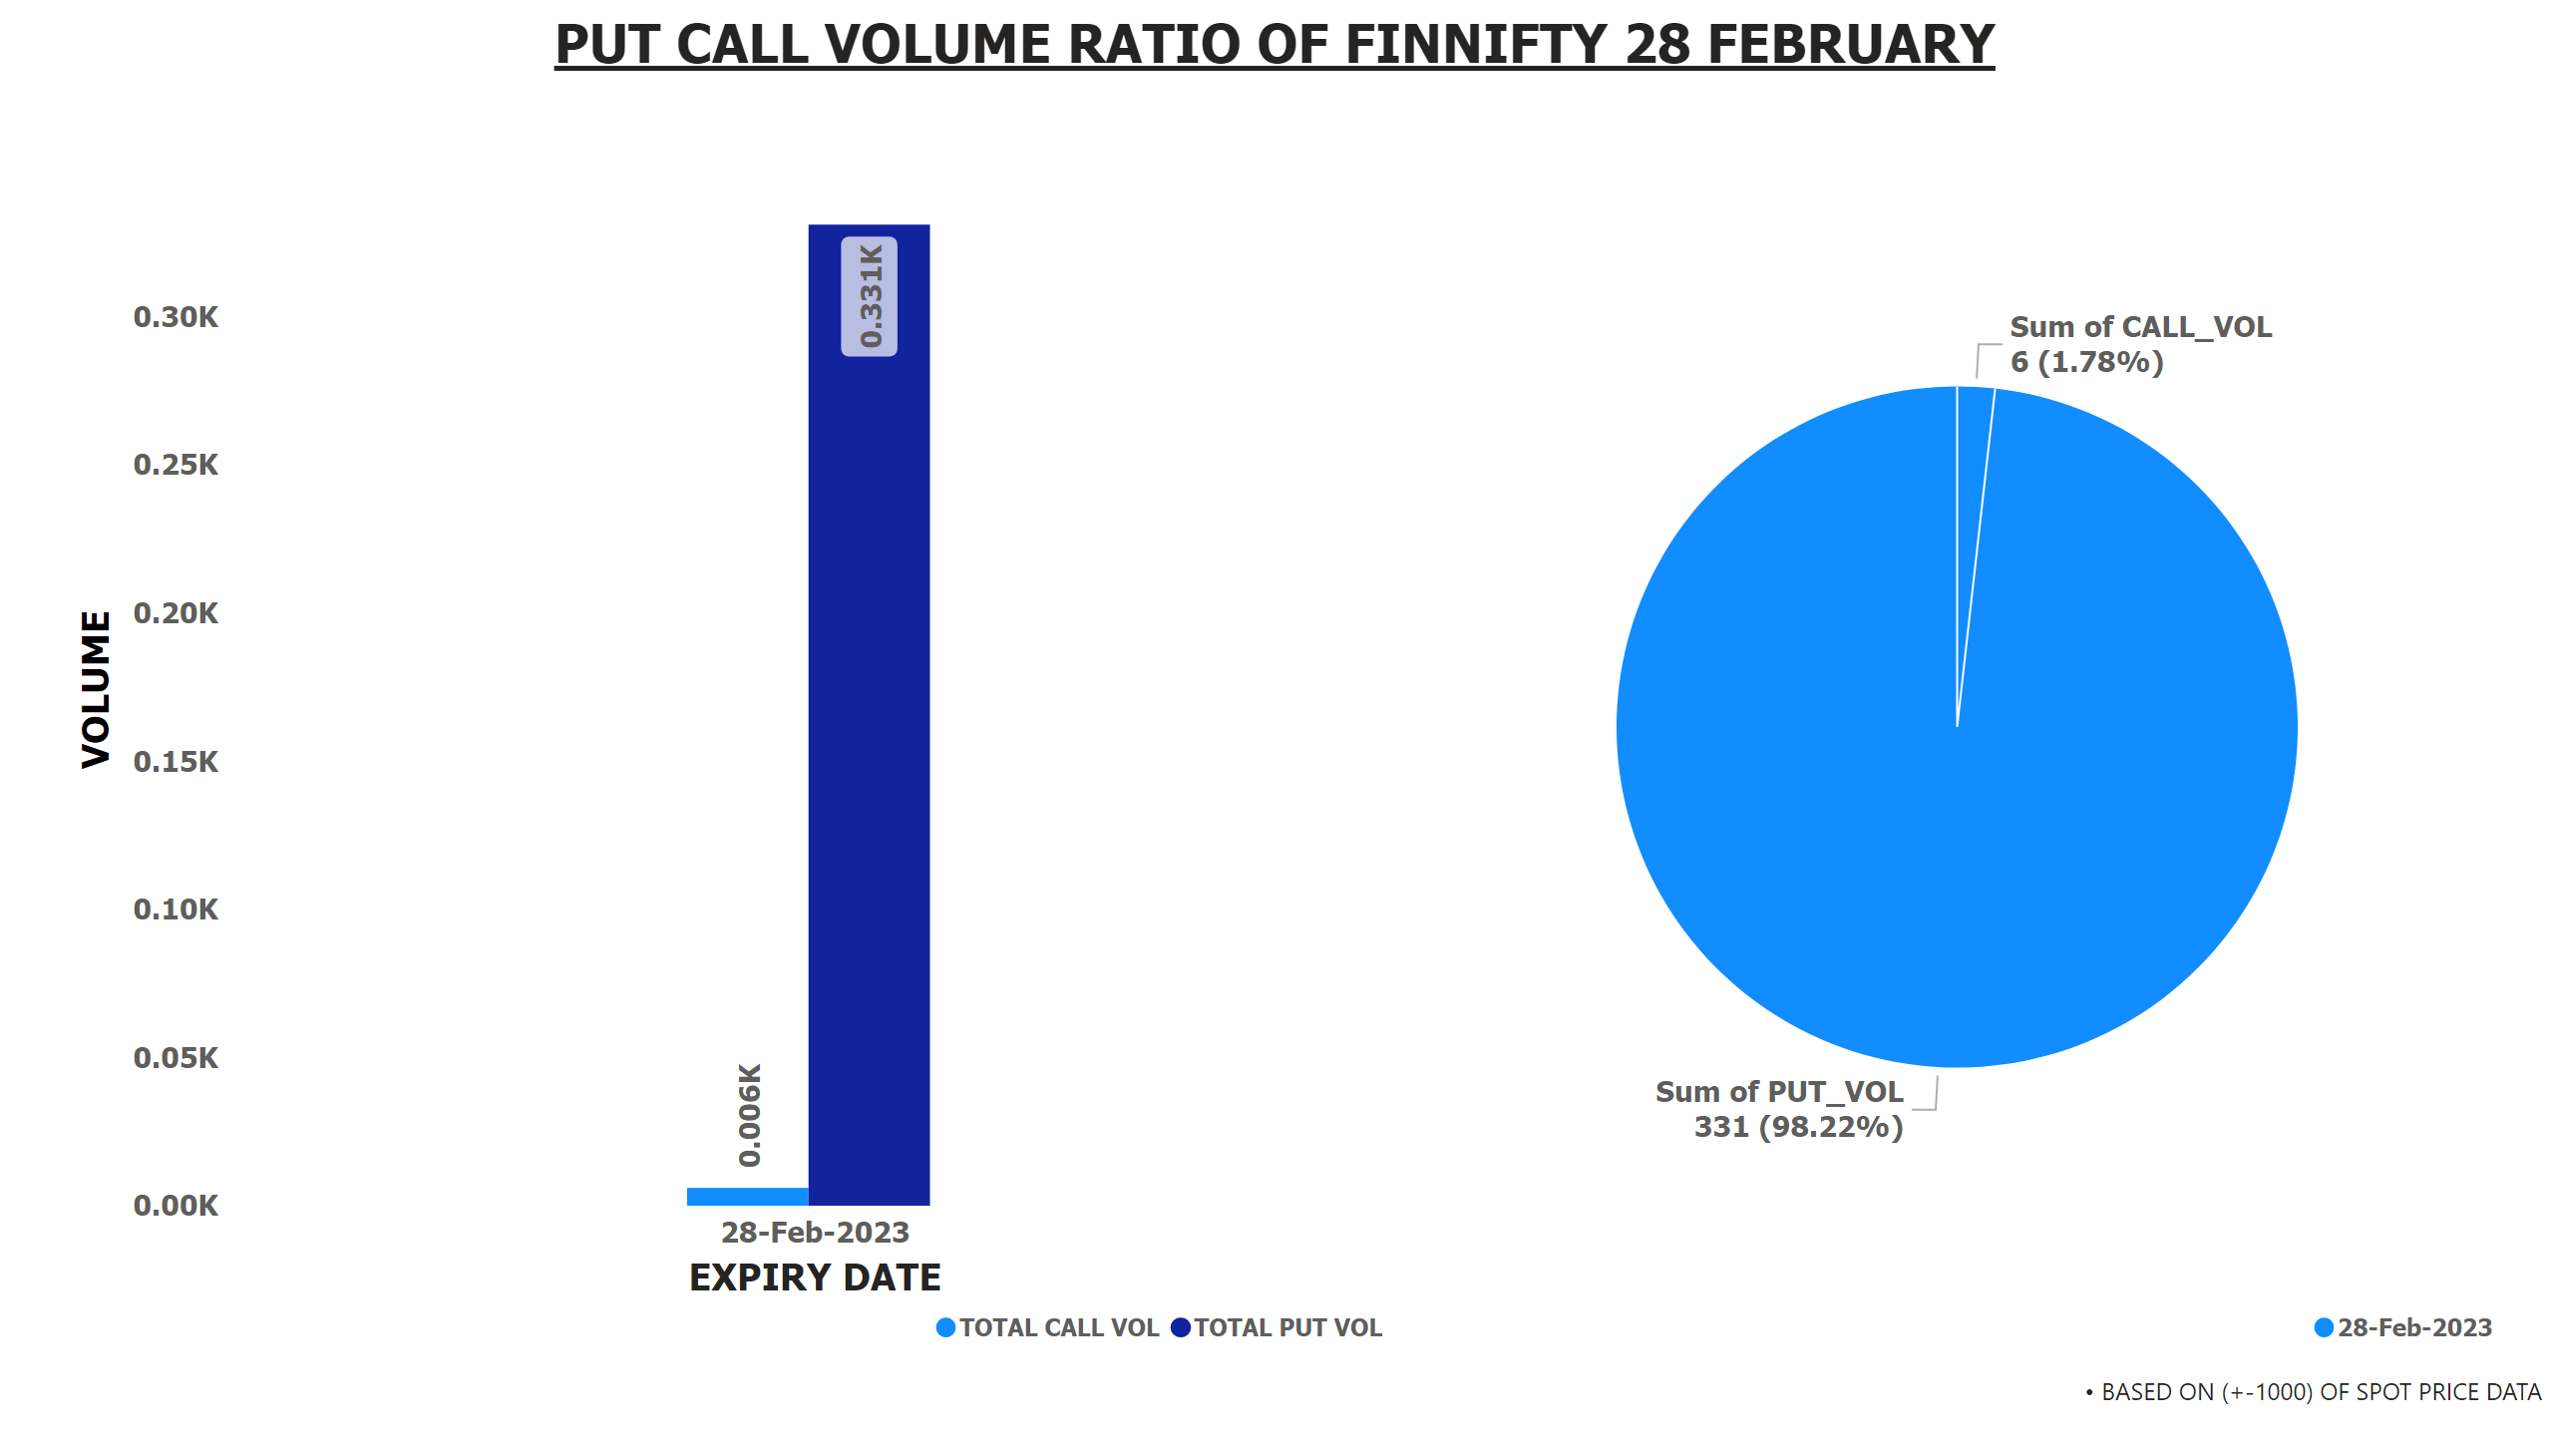 PUT CALL VOLUME RATIO OF FINNIFTY 28 FEBRUARY
VOLUME
0.30K
0.25K
0.20K
0.15K
0.10K
0.05K
0.00K
0.006K
0.331K
28-Feb-2023
EXPIRY DATE
TOTAL CALL VOL
TOTAL PUT VOL
Sum of CALL_VOL
6 (1.78%)
Sum of PUT_VOL
331 (98.22%)
28-Feb-2023
• BASED ON (+-1000) OF SPOT PRICE DATA